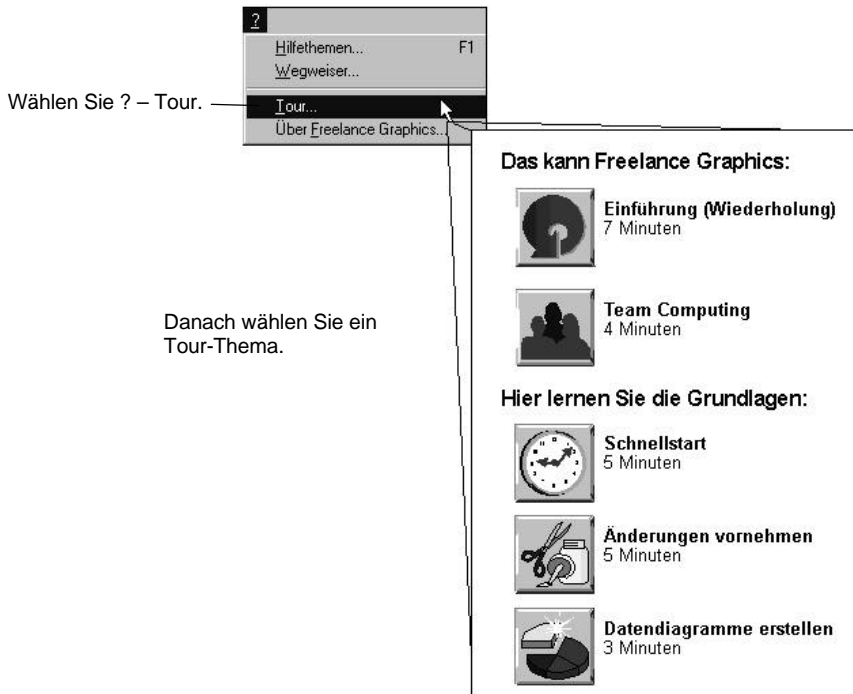 ?
Hilfethemen... F1
Wegweiser...
Wählen Sie ? – Tour.
Tour...
Über Freelance Graphics...
Das kann Freelance Graphics:
Einführung (Wiederholung)
7 Minuten
Team Computing
4 Minuten
Danach wählen Sie ein
Tour-Thema.
Hier lernen Sie die Grundlagen:
Schnellstart
5 Minuten
Änderungen vornehmen
5 Minuten
Datendiagramme erstellen
3 Minuten